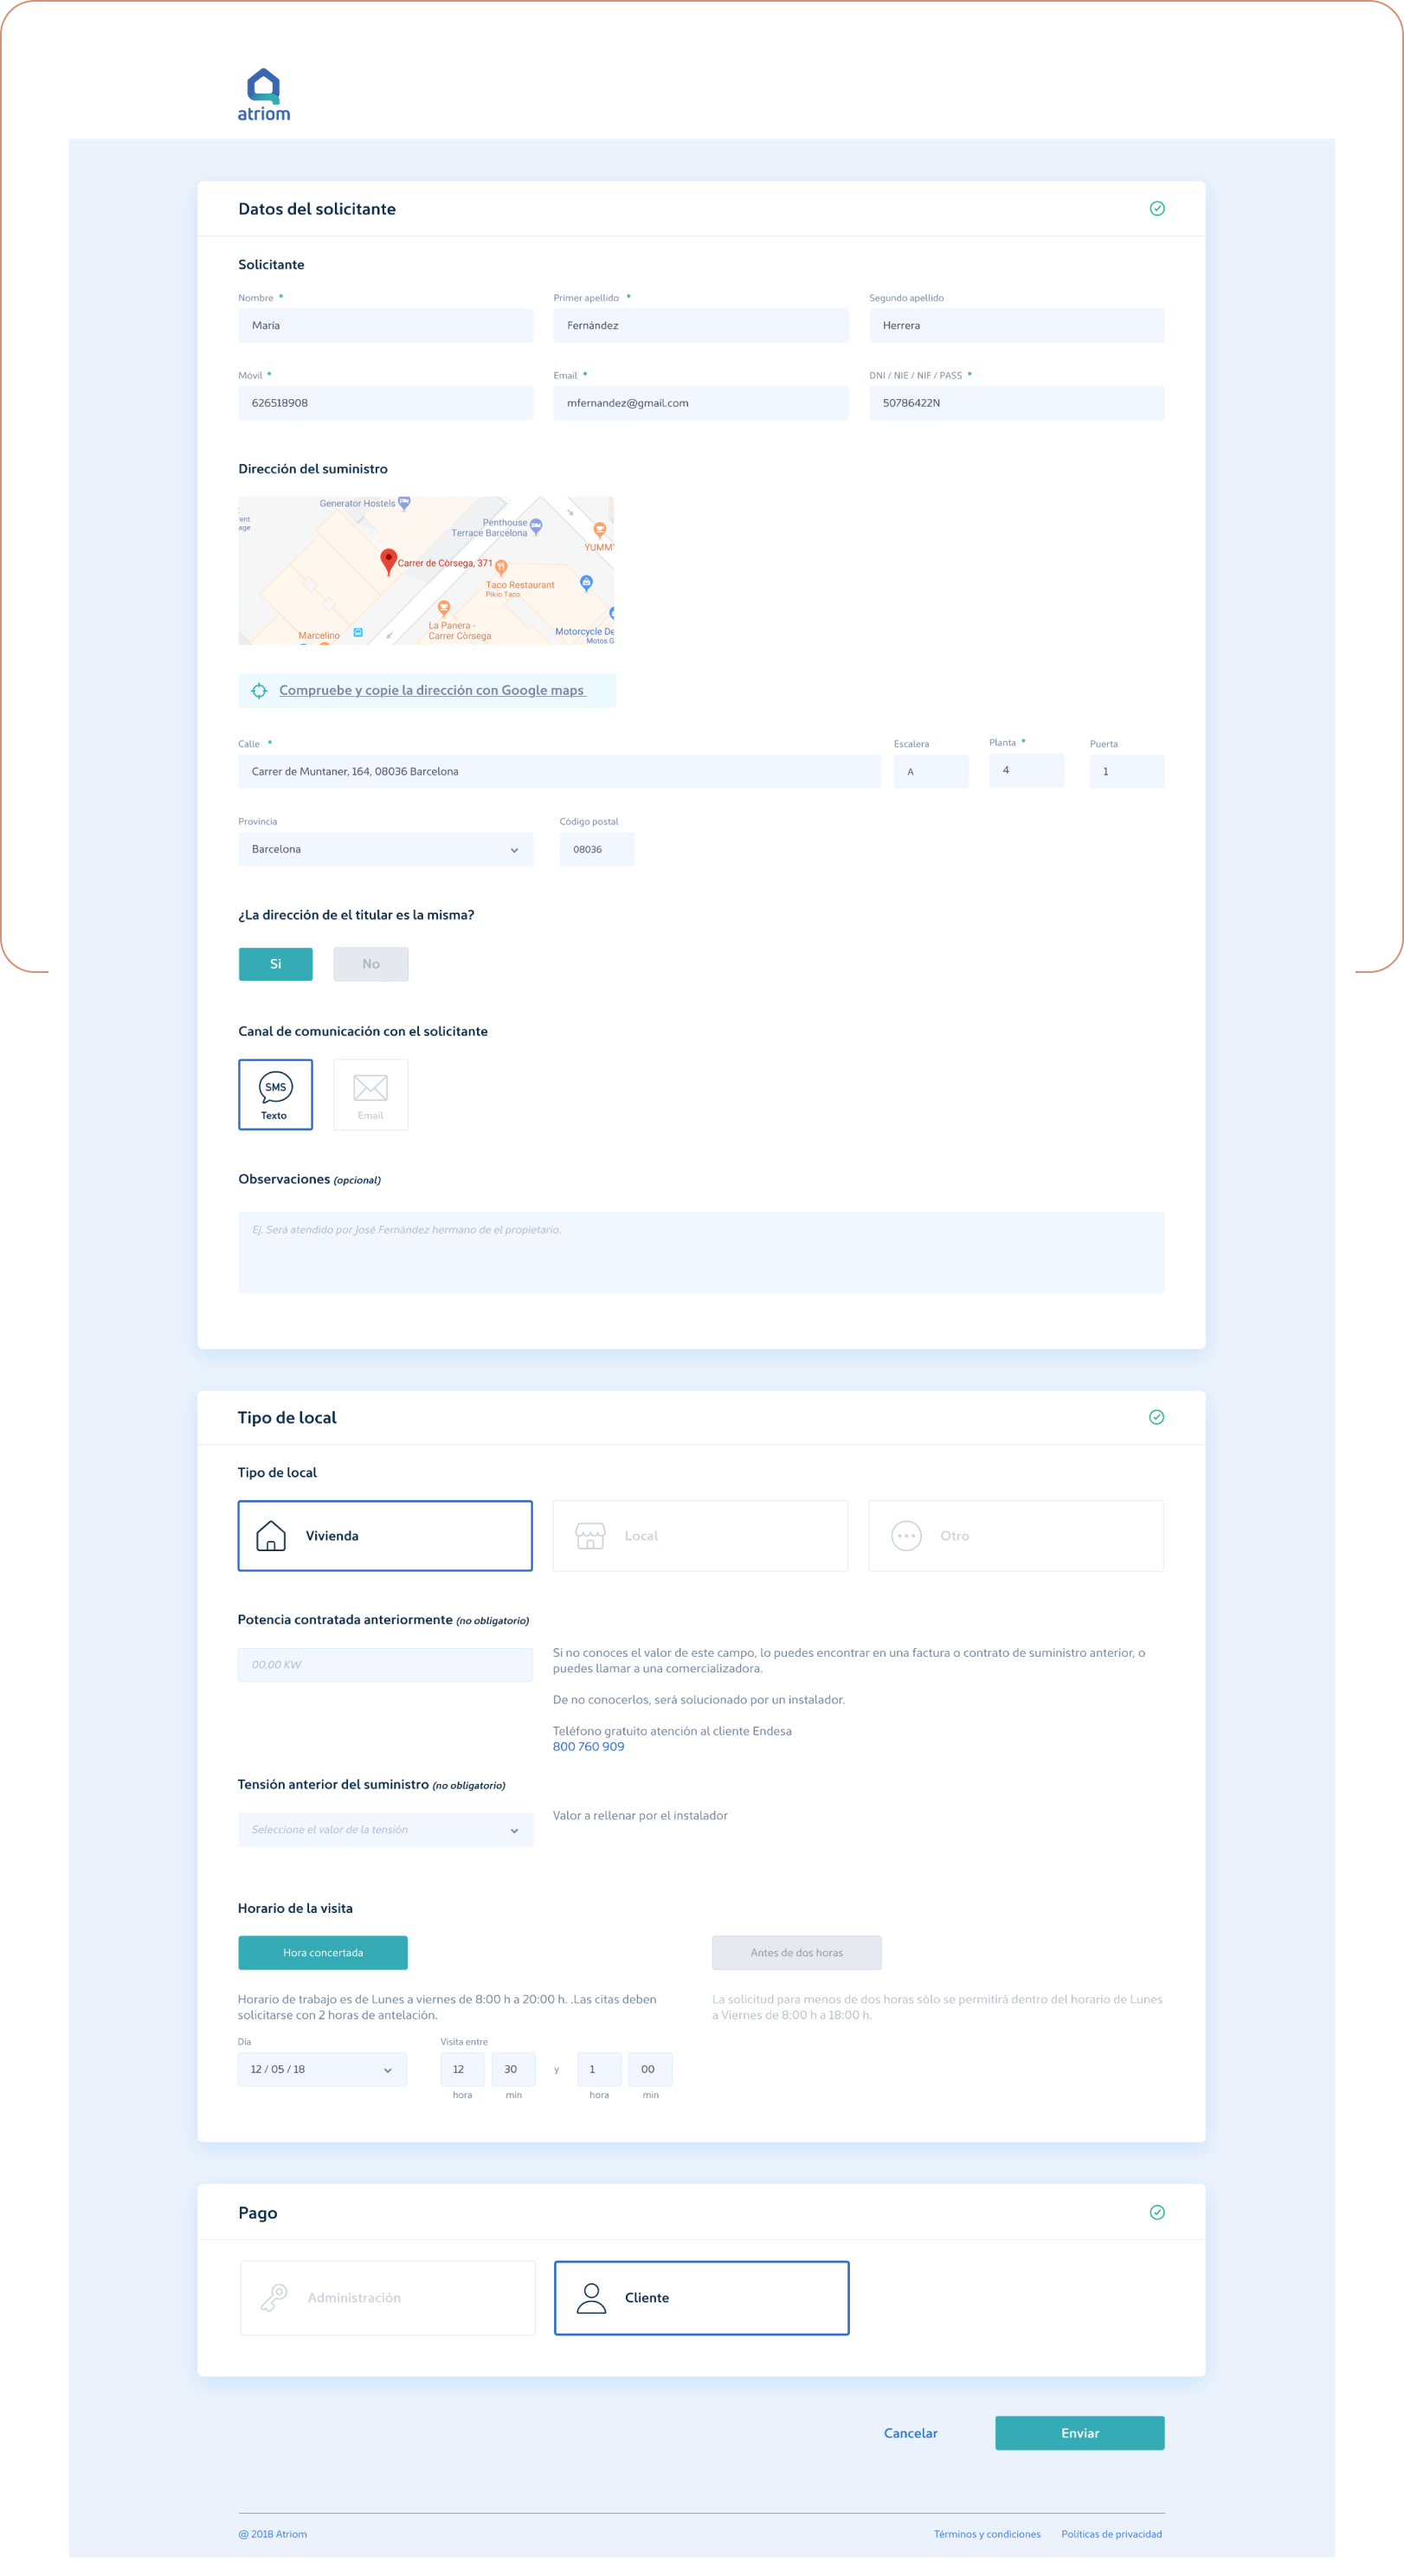 atriom
Datos del solicitante
Solicitante
Nombre *
Primer apellido *
Segundo apellido
María
Fernández
Herrera
Móvil *
Email *
DNI / NIE / NIF / PASS *
626518908
mfernandez@gmail.com
50786422N
Dirección del suministro
Generator Hostels
Penthouse
Terrace Barcelona
YUMM
Carrer de Còrsega, 371
Taco Restaurant
Pikio Taco
La Panera -
Carrer Còrsega
Marcelino
Motorcycle De
Motos G
Compruebe y copie la dirección con Google maps
Calle *
Escalera
Planta *
Puerta
Carrer de Muntaner, 164, 08036 Barcelona
A
4
1
Provincia
Código postal
Barcelona
08036
¿La dirección de el titular es la misma?
Si
No
Canal de comunicación con el solicitante
SMS
Texto
Email
Observaciones (opcional)
Ej. Será atendido por José Fernández hermano de el propietario.
Tipo de local
Tipo de local
Vivienda
Local
Otro
Potencia contratada anteriormente (no obligatorio)
00,00 KW
Si no conoces el valor de este campo, lo puedes encontrar en una factura o contrato de suministro anterior, o
puedes llamar a una comercializadora.
De no conocerlos, será solucionado por un instalador.
Teléfono gratuito atención al cliente Endesa
800 760 909
Tensión anterior del suministro (no obligatorio)
Seleccione el valor de la tensión
Valor a rellenar por el instalador
Horario de la visita
Hora concertada
Antes de dos horas
Horario de trabajo es de Lunes a viernes de 8:00 h a 20:00 h. .Las citas deben
solicitarse con 2 horas de antelación.
La solicitud para menos de dos horas sólo se permitirá dentro del horario de Lunes
a Viernes de 8:00 h a 18:00 h.
Día
Visita entre
12 / 05 / 18
12
30
y
1
00
hora
min
hora
min
Pago
Administración
Cliente
Cancelar
Enviar
@ 2018 Atriom
Términos y condiciones
Políticas de privacidad